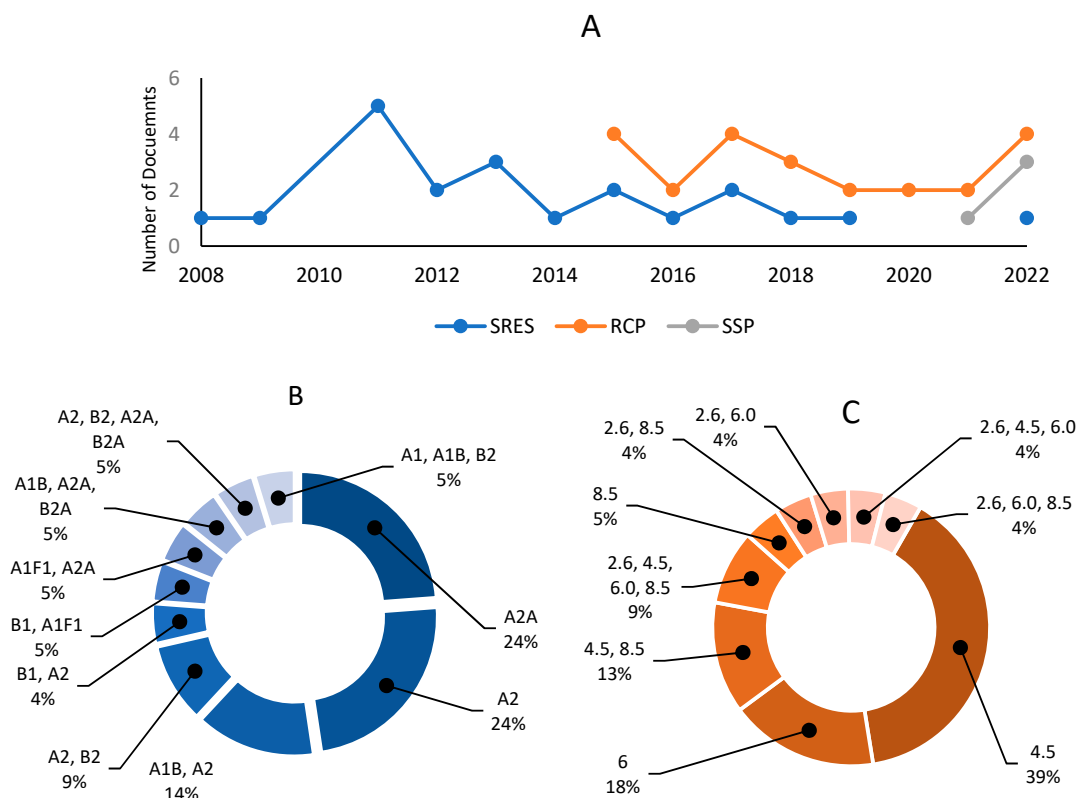 A
Number of Docuemnts
6
4
2
0
2008 2010 2012 2014 2016 2018 2020 2022
SRES RCP SSP
B
A2, B2, A2A,
B2A
5%
A1, A1B, B2
5%
A1B, A2A,
B2A
5%
A1F1, A2A
5%
B1, A1F1
5%
B1, A2
4%
A2, B2
9%
A1B, A2
14%
A2
24%
A2A
24%
C
2.6, 6.0
4%
2.6, 8.5
4%
8.5
5%
2.6, 4.5,
6.0, 8.5
9%
4.5, 8.5
13%
6
18%
4.5
39%
2.6, 6.0, 8.5
4%
2.6, 4.5, 6.0
4%